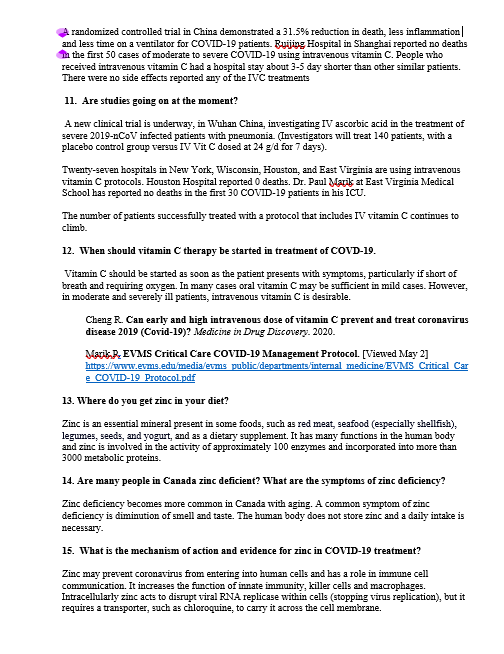 A randomized controlled trial in China demonstrated a 31.5% reduction in death, less inflammation
and less time on a ventilator for COVID-19 patients. Ruijing Hospital in Shanghai reported no deaths
in the first 50 cases of moderate to severe COVID-19 using intravenous vitamin C. People who
received intravenous vitamin C had a hospital stay about 3-5 day shorter than other similar patients.
There were no side effects reported any of the IVC treatments
11. Are studies going on at the moment?
A new clinical trial is underway, in Wuhan China, investigating IV ascorbic acid in the treatment of
severe 2019-nCoV infected patients with pneumonia. (Investigators will treat 140 patients, with a
placebo control group versus IV Vit C dosed at 24 g/d for 7 days).
Twenty-seven hospitals in New York, Wisconsin, Houston, and East Virginia are using intravenous
vitamin C protocols. Houston Hospital reported 0 deaths. Dr. Paul Marik at East Virginia Medical
School has reported no deaths in the first 30 COVID-19 patients in his ICU.
The number of patients successfully treated with a protocol that includes IV vitamin C continues to
climb.
12. When should vitamin C therapy be started in treatment of COVD-19.
Vitamin C should be started as soon as the patient presents with symptoms, particularly if short of
breath and requiring oxygen. In many cases oral vitamin C may be sufficient in mild cases. However,
in moderate and severely ill patients, intravenous vitamin C is desirable.
Cheng R. Can early and high intravenous dose of vitamin C prevent and treat coronavirus
disease 2019 (Covid-19)? Medicine in Drug Discovery. 2020.
Marik P. EVMS Critical Care COVID-19 Management Protocol. [Viewed May 2]
https://www.evms.edu/media/evms_public/departments/internal_medicine/EVMS_Critical_Car
e_COVID-19_Protocol.pdf
13. Where do you get zinc in your diet?
Zinc is an essential mineral present in some foods, such as red meat, seafood (especially shellfish),
legumes, seeds, and yogurt, and as a dietary supplement. It has many functions in the human body
and zinc is involved in the activity of approximately 100 enzymes and incorporated into more than
3000 metabolic proteins.
14. Are many people in Canada zinc deficient? What are the symptoms of zinc deficiency?
Zinc deficiency becomes more common in Canada with aging. A common symptom of zinc
deficiency is diminution of smell and taste. The human body does not store zinc and a daily intake is
necessary.
15. What is the mechanism of action and evidence for zinc in COVID-19 treatment?
Zinc may prevent coronavirus from entering into human cells and has a role in immune cell
communication. It increases the function of innate immunity, killer cells and macrophages.
Intracellularly zinc acts to disrupt viral RNA replicase within cells (stopping virus replication), but it
requires a transporter, such as chloroquine, to carry it across the cell membrane.